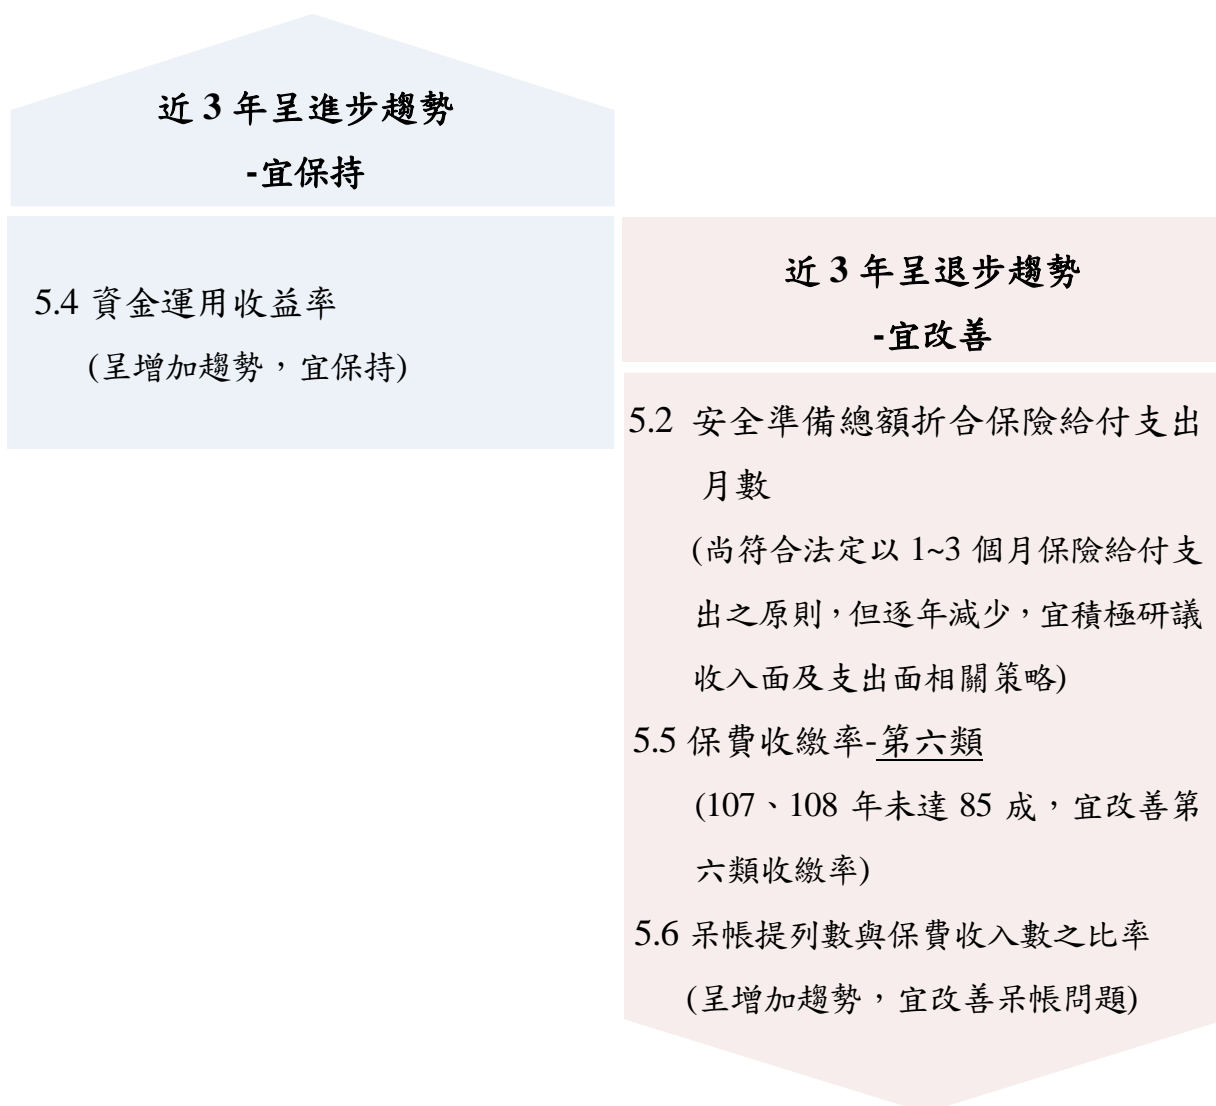 近 3 年呈進步趨勢
-宜保持
5.4 資金運用收益率
(呈增加趨勢，宜保持)
近 3 年呈退步趨勢
-宜改善
5.2 安全準備總額折合保險給付支出
月數
(尚符合法定以 1~3 個月保險給付支
出之原則，但逐年減少，宜積極研議
收入面及支出面相關策略)
5.5 保費收繳率-第六類
(107、108 年未達 85 成，宜改善第
六類收繳率)
5.6 呆帳提列數與保費收入數之比率
(呈增加趨勢，宜改善呆帳問題)